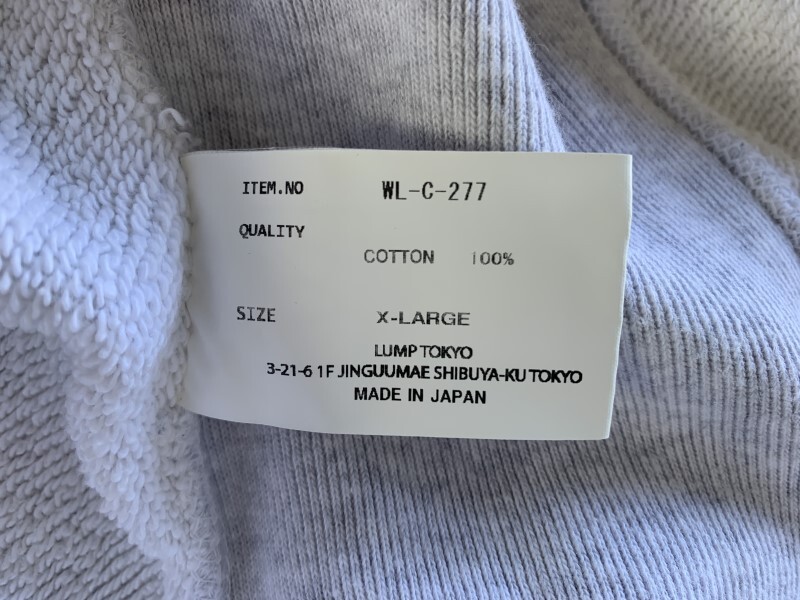 ITEM.NO WL-C-277
QUALITY
COTTON 100%
SIZE X-LARGE
LUMP TOKYO
3-21-6 1F JINGUUMAE SHIBUYA-KU TOKYO
MADE IN JAPAN